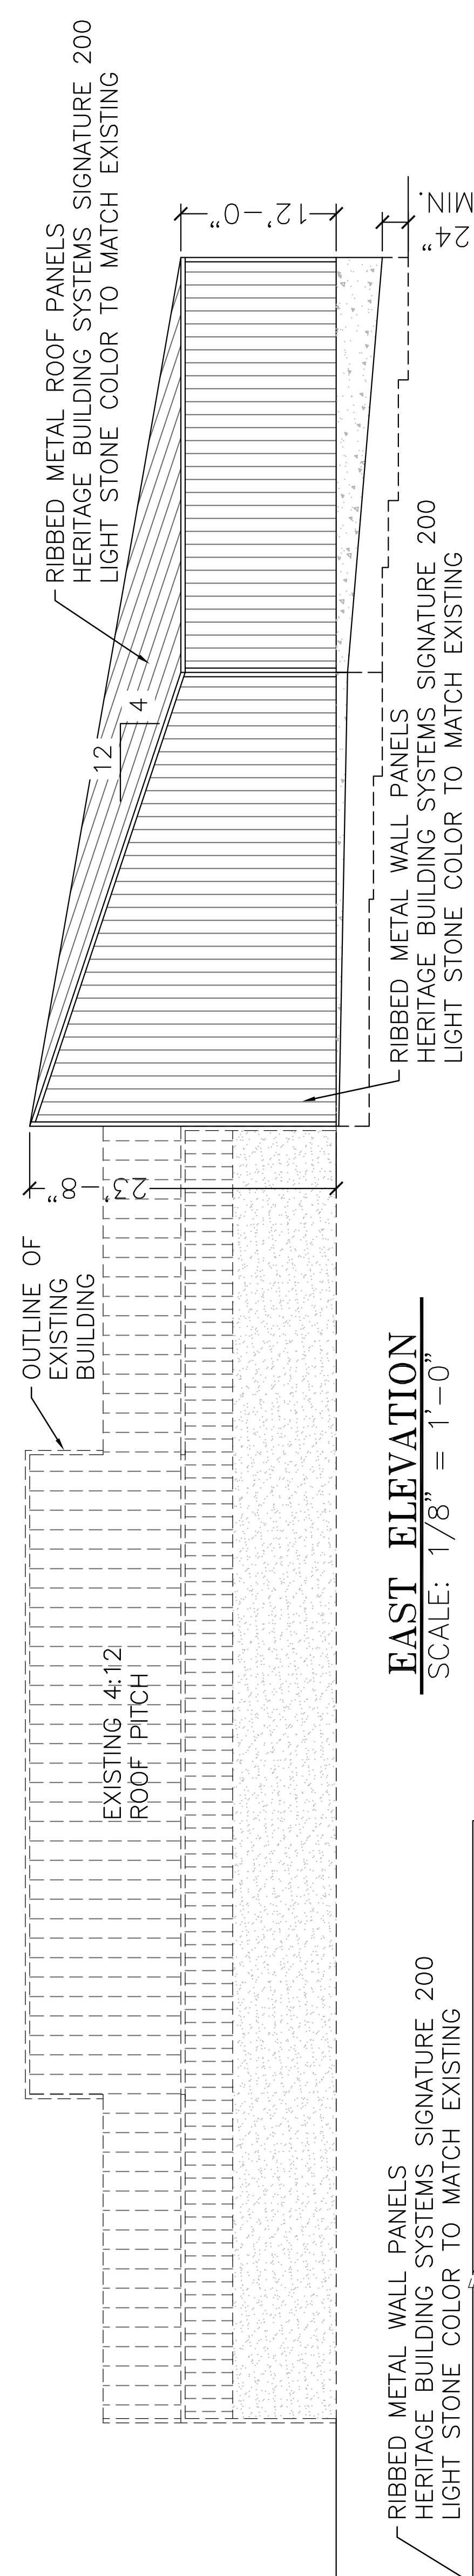 RIBBED METAL ROOF PANELS
HERITAGE BUILDING SYSTEMS SIGNATURE 200
LIGHT STONE COLOR TO MATCH EXISTING
12'-0"
24"
MIN.
12
4
RIBBED METAL WALL PANELS
HERITAGE BUILDING SYSTEMS SIGNATURE 200
LIGHT STONE COLOR TO MATCH EXISTING
23'-8"
OUTLINE OF
EXISTING
BUILDING
EXISTING 4:12
ROOF PITCH
EAST ELEVATION
SCALE: 1/8" = 1'-0"
RIBBED METAL WALL PANELS
HERITAGE BUILDING SYSTEMS SIGNATURE 200
LIGHT STONE COLOR TO MATCH EXISTING